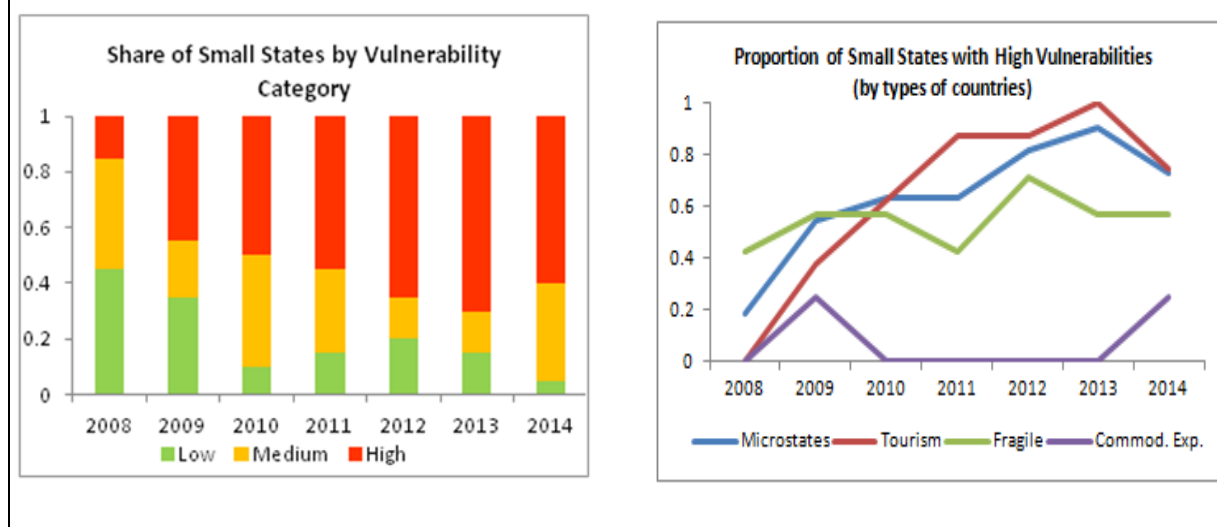 Share of Small States by Vulnerability
Category
1
0.8
0.6
0.4
0.2
0
2008 2009 2010 2011 2012 2013 2014
Low Medium High
Proportion of Small States with High Vulnerabilities
(by types of countries)
1
0.8
0.6
0.4
0.2
0
2008 2009 2010 2011 2012 2013 2014
Microstates Tourism Fragile Commod. Exp.